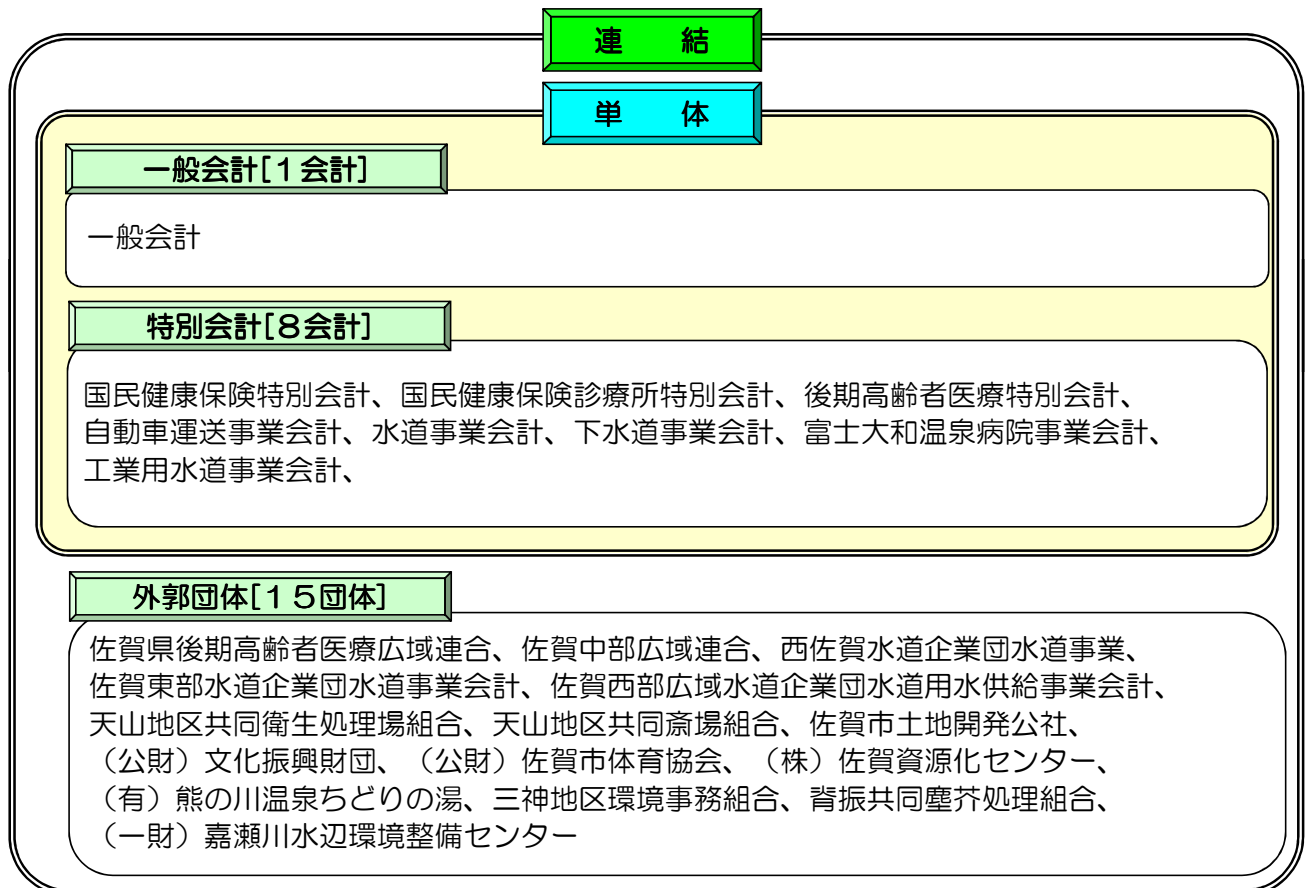 連　結
単　体
一般会計[１会計]
一般会計
特別会計[８会計]
国民健康保険特別会計、国民健康保険診療所特別会計、後期高齢者医療特別会計、
自動車運送事業会計、水道事業会計、下水道事業会計、富士大和温泉病院事業会計、
工業用水道事業会計、
外郭団体[１５団体]
佐賀県後期高齢者医療広域連合、佐賀中部広域連合、西佐賀水道企業団水道事業、
佐賀東部水道企業団水道事業会計、佐賀西部広域水道企業団水道用水供給事業会計、
天山地区共同衛生処理場組合、天山地区共同斎場組合、佐賀市土地開発公社、
（公財）文化振興財団、（公財）佐賀市体育協会、（株）佐賀資源化センター、
（有）熊の川温泉ちどりの湯、三神地区環境事務組合、脊振共同塵芥処理組合、
（一財）嘉瀬川水辺環境整備センター